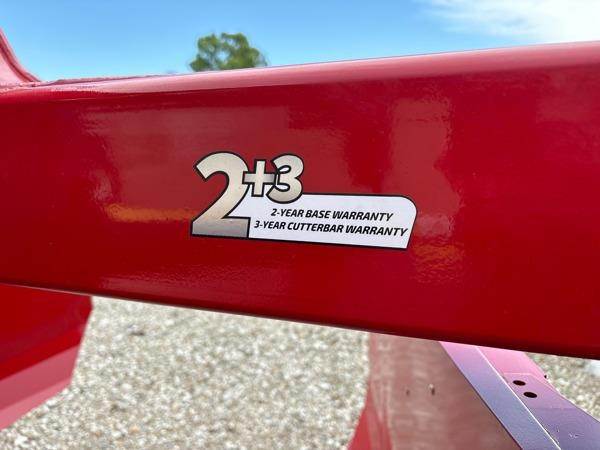 2+3
2-YEAR BASE WARRANTY
3-YEAR CUTTERBAR WARRANTY